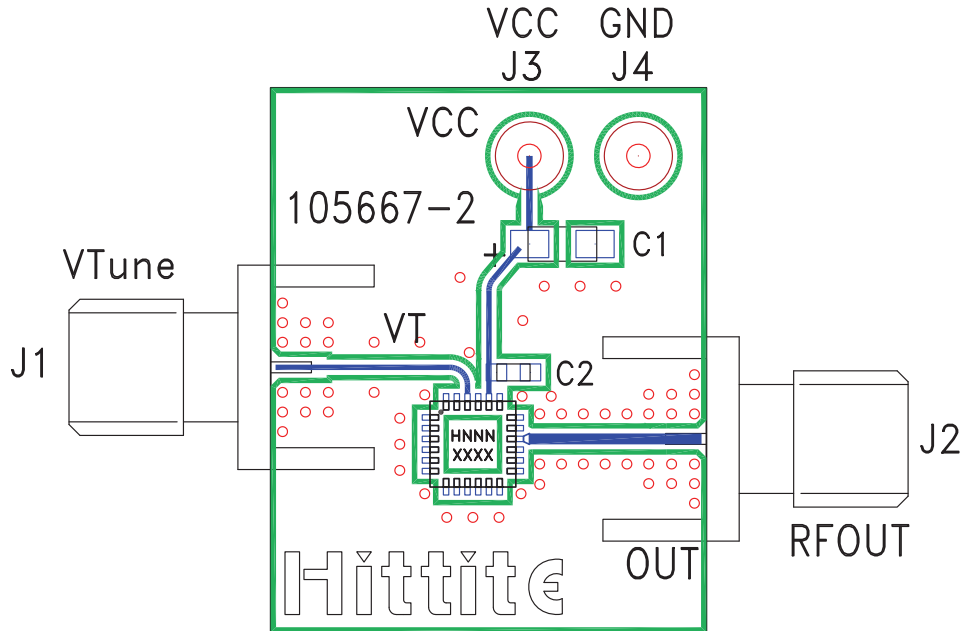 VCC GND
J3 J4
VCC
105667-2
C1
VTune
VT
J1
C2
HNNN
XXXX
J2
RFOUT
OUT
Hittite